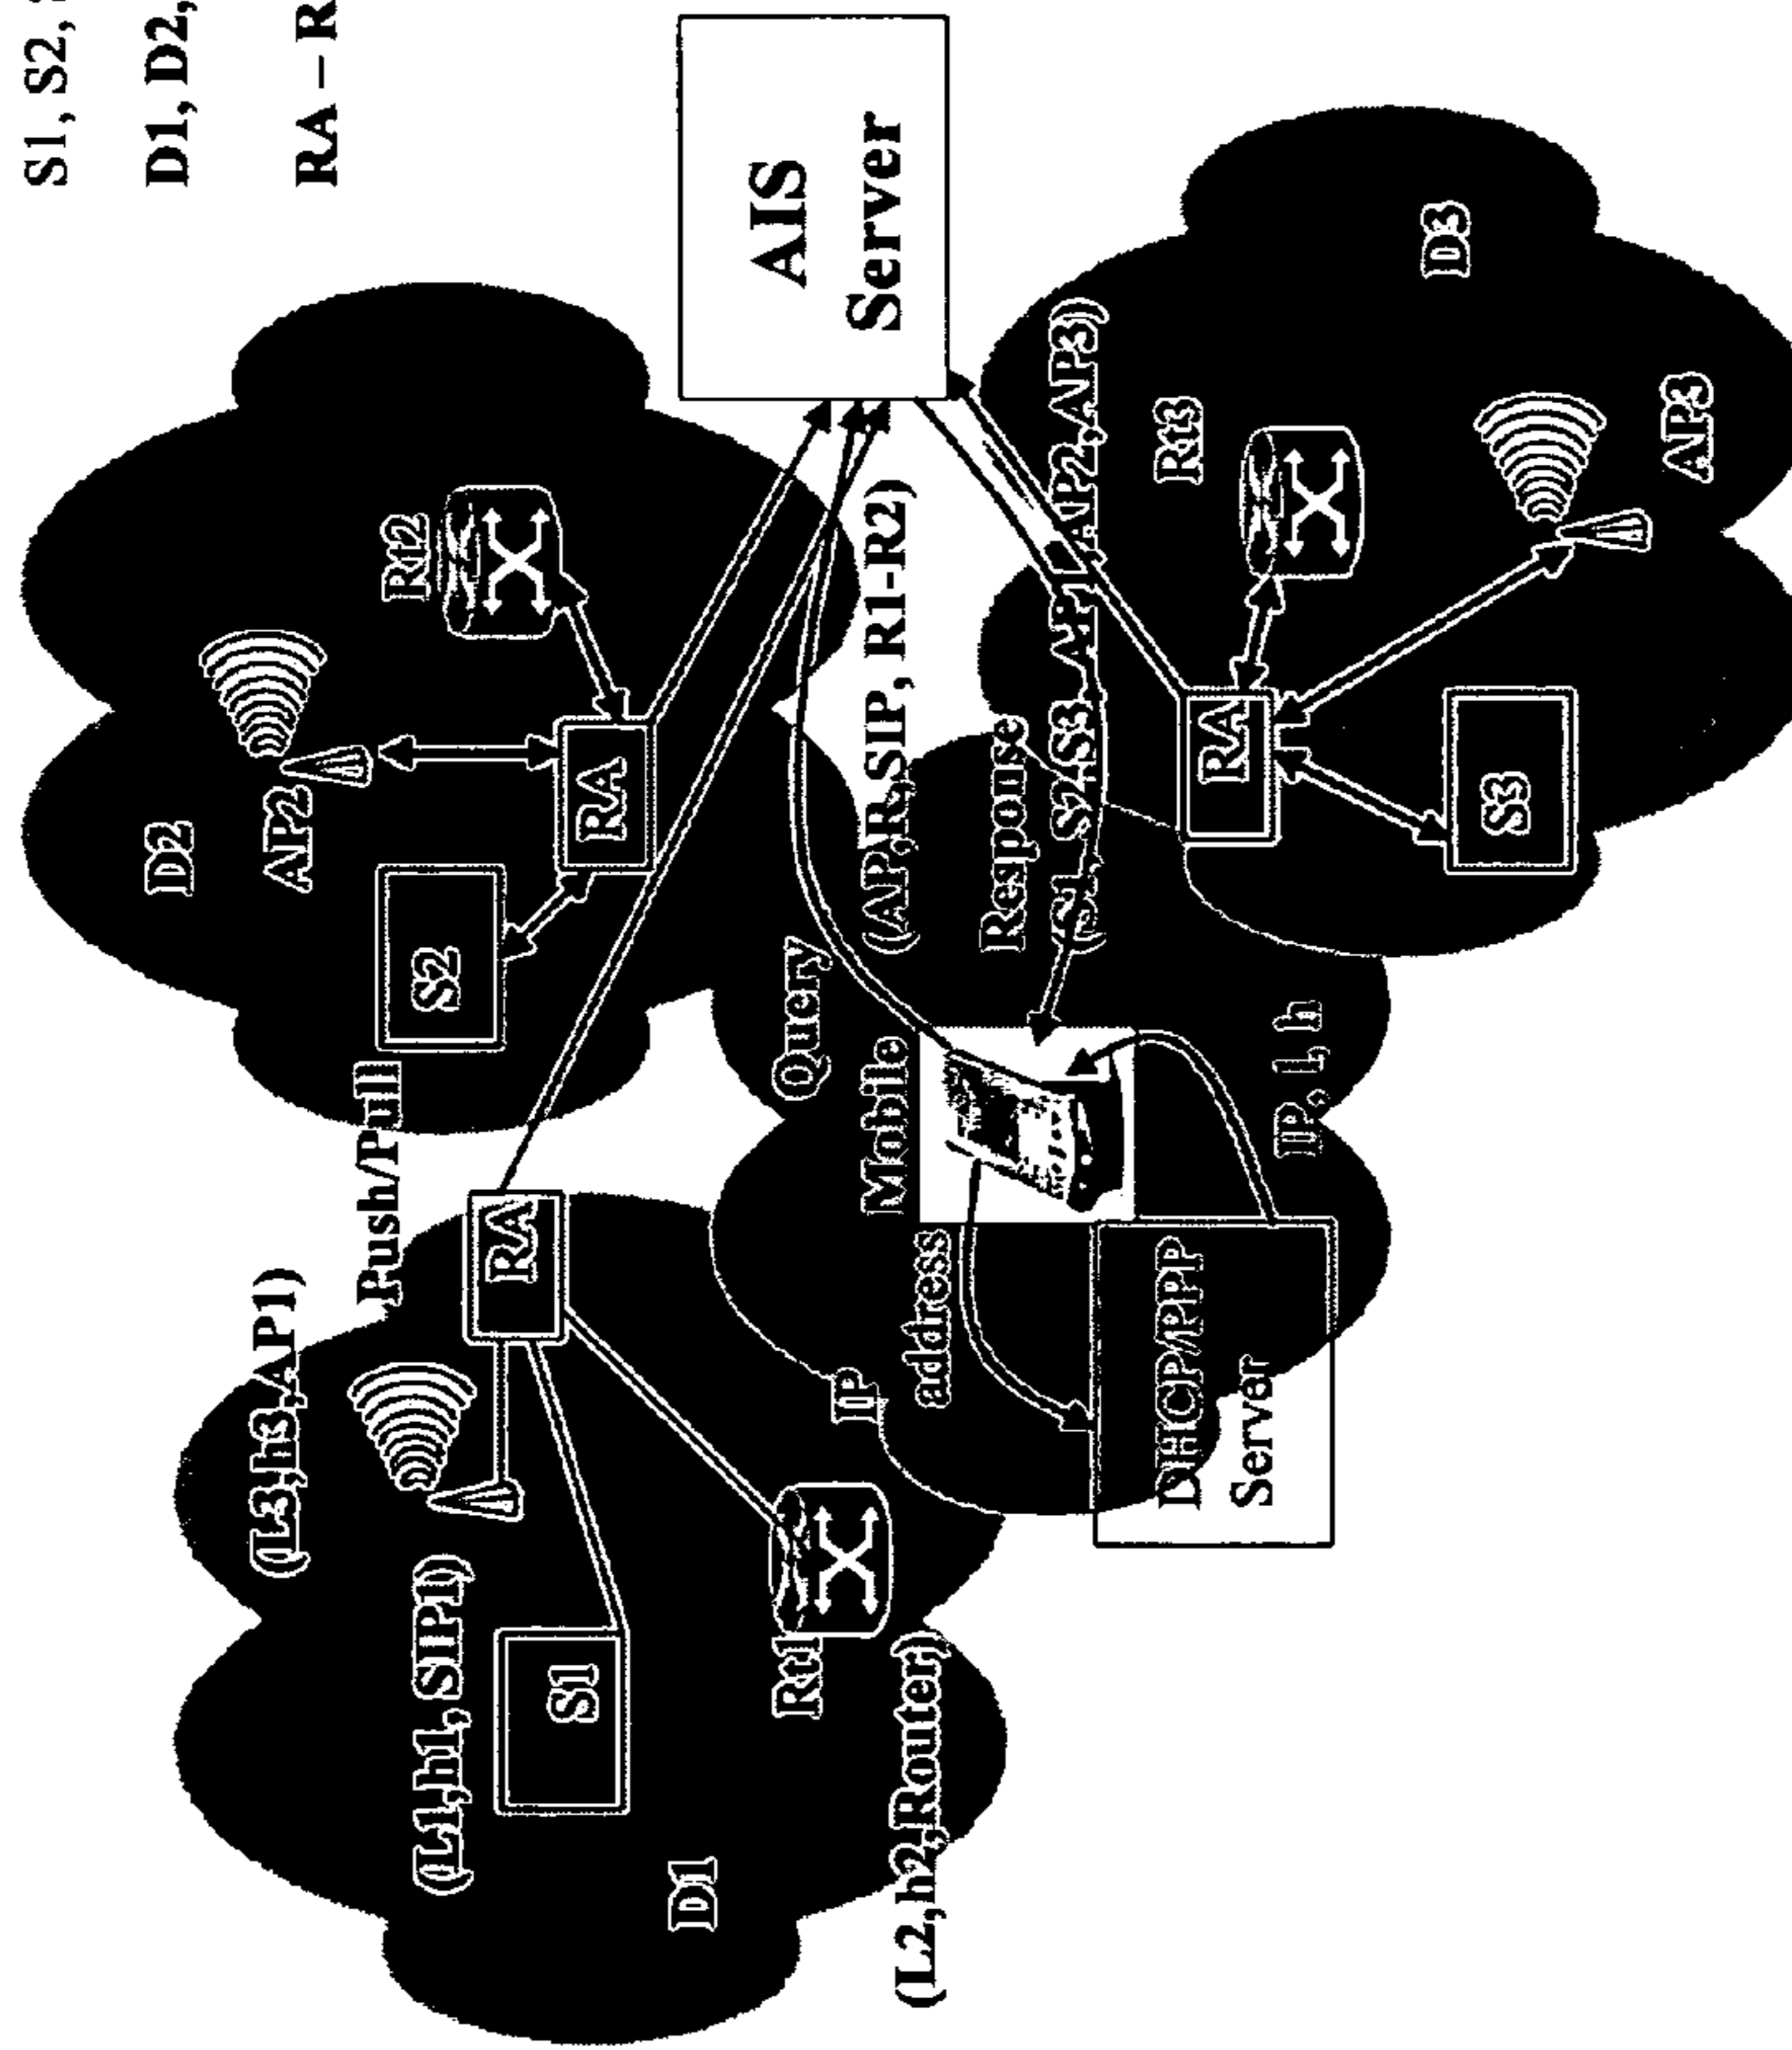 S1, S2,
D1, D2,
RA – R
D2
AP2
Rt2
S2
RA
AIS
Server
Push/Pull
(L3,h3,AP1)
RA
(L1,h1, SIP1)
S1
D1
Rt1
(L2,h2,Router)
Query
(AP,R,SIP, R1-R2)
Mobile
Response
IP
address
DHCP/PPP
Server
IP, l, h
RA
Rt3
D3
S3
AP3